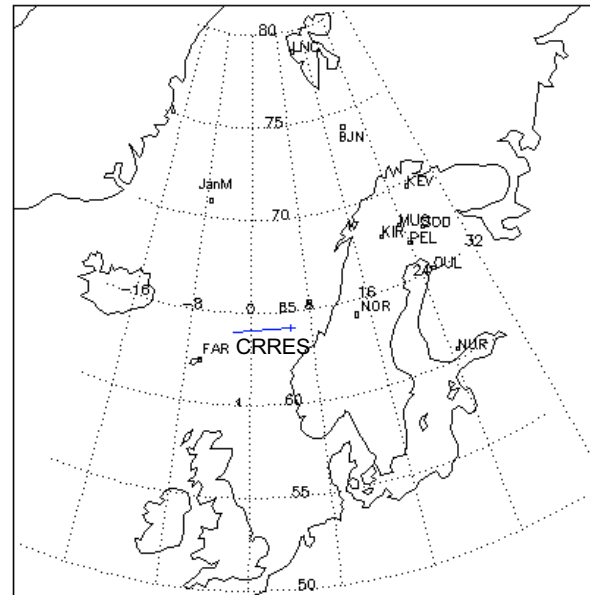 80
LNG
75
BJN
JanM
KEV
70
MUO SOD
KIR PEL
32
OUL
24
-16
-8
0
65
8
16
NOR
FAR
CRRES
NUR
60
55
50